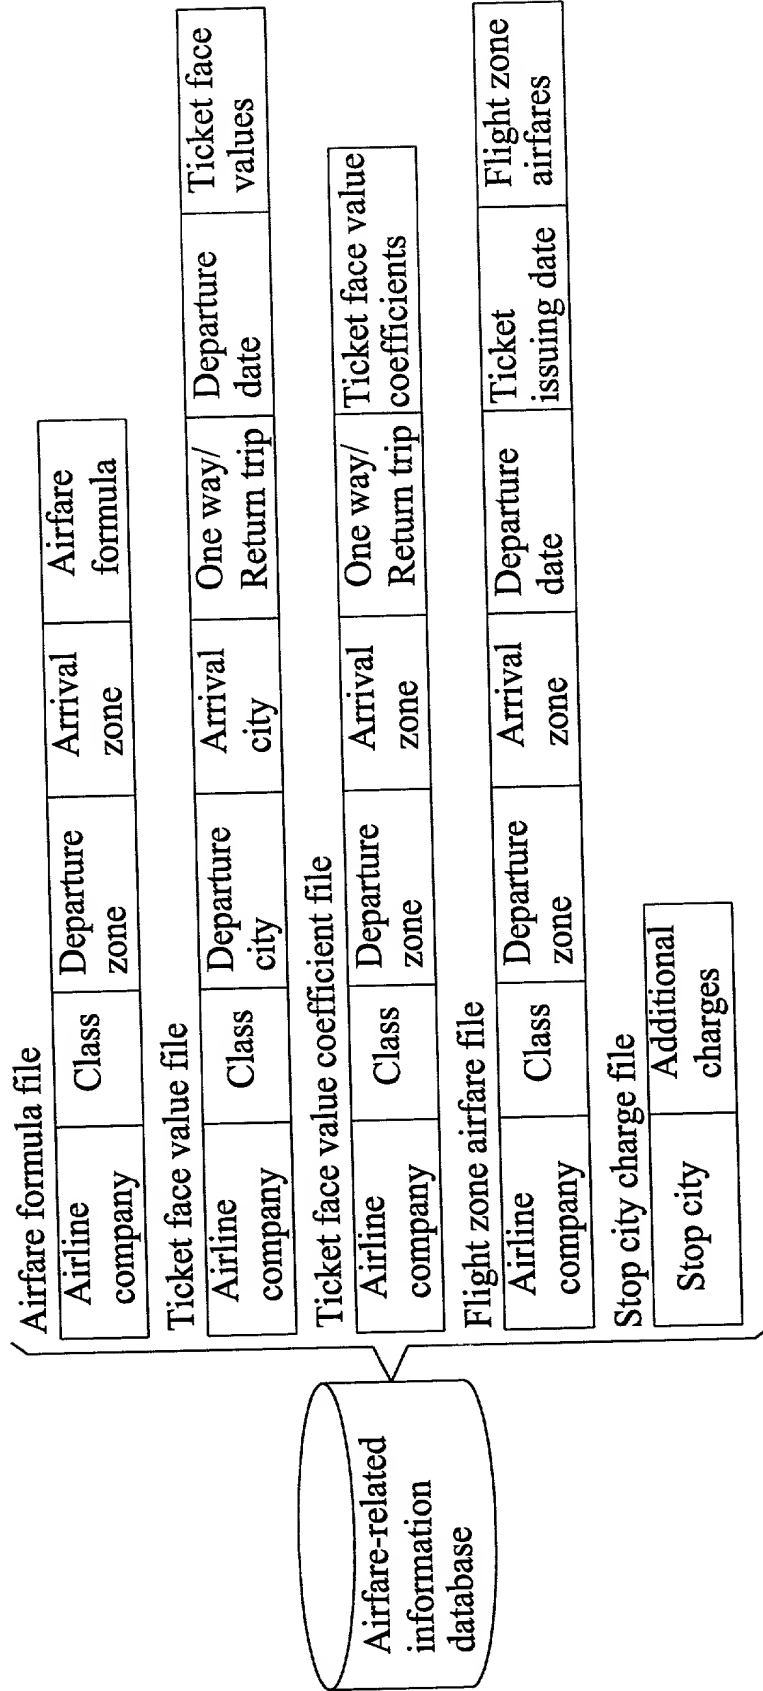 Airfare-related
information
database
Airfare formula file
Airline
company
Class
Departure
zone
Arrival
zone
Airfare
formula
Ticket face value file
Airline
company
Class
Departure
city
Arrival
city
One way/
Return trip
Departure
date
Ticket face
values
Ticket face value coefficient file
Airline
company
Class
Departure
zone
Arrival
zone
One way/
Return trip
Ticket face value
coefficients
Flight zone airfare file
Airline
company
Class
Departure
zone
Arrival
zone
Departure
date
Ticket
issuing date
Flight zone
airfares
Stop city charge file
Stop city
Additional
charges